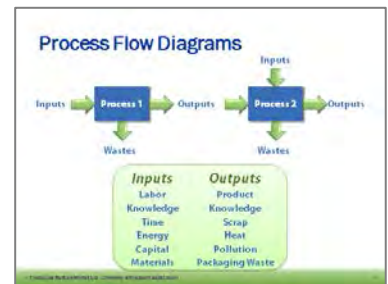 Process Flow Diagrams
Inputs
Inputs Process 1 Outputs Process 2 Outputs
Wastes Wastes
Inputs Outputs
Labor Product
Knowledge Knowledge
Time Scrap
Energy Heat
Capital Pollution
Materials Packaging Waste